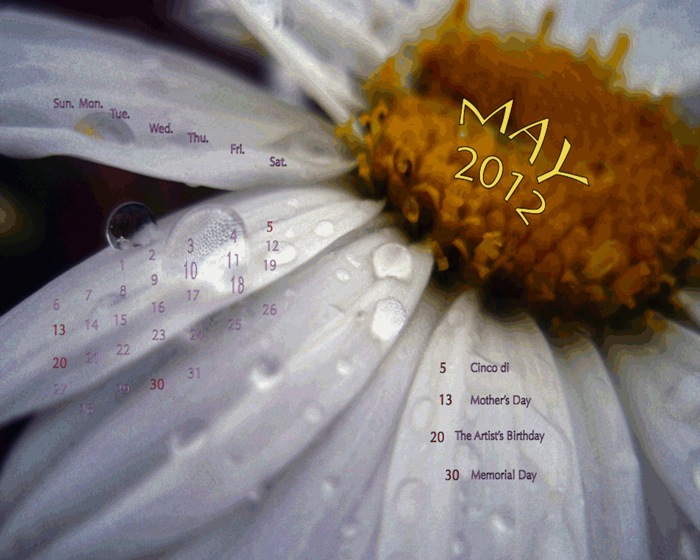 MAY
2012
Sun. Mon. Tue. Wed. Thu. Fri. Sat.
1 2 3 4 5
6 7 8 9 10 11 12
13 14 15 16 17 18 19
20 21 22 23 24 25 26
27 28 29 30 31
5 Cinco di
13 Mother's Day
20 The Artist's Birthday
30 Memorial Day